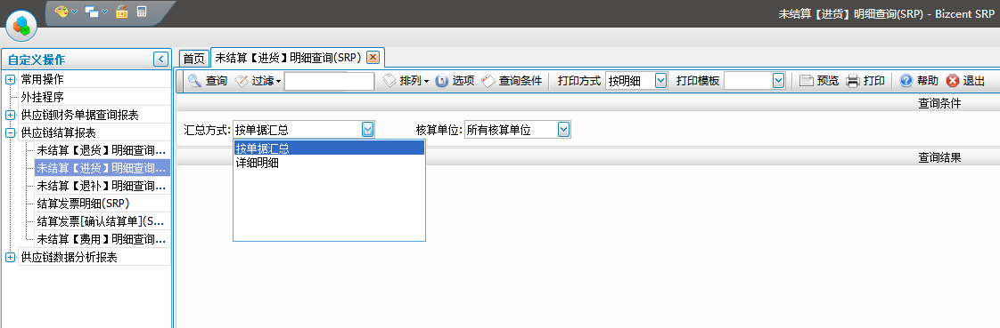 未结算【进货】明细查询(SRP) - Bizcent SRP
自定义操作
常用操作
外挂程序
供应链财务单据查询报表
供应链结算报表
未结算【退货】明细查询...
未结算【进货】明细查询...
未结算【退补】明细查询...
结算发票明细(SRP)
结算发票[确认结算单](S...
未结算【费用】明细查询...
供应链数据分析报表
首页 未结算【进货】明细查询(SRP)
查询 过滤 排列 选项 查询条件 打印方式 按明细 打印模板 预览 打印 帮助 退出
查询条件
汇总方式: 按单据汇总 核算单位: 所有核算单位
按单据汇总
详细明细
查询结果